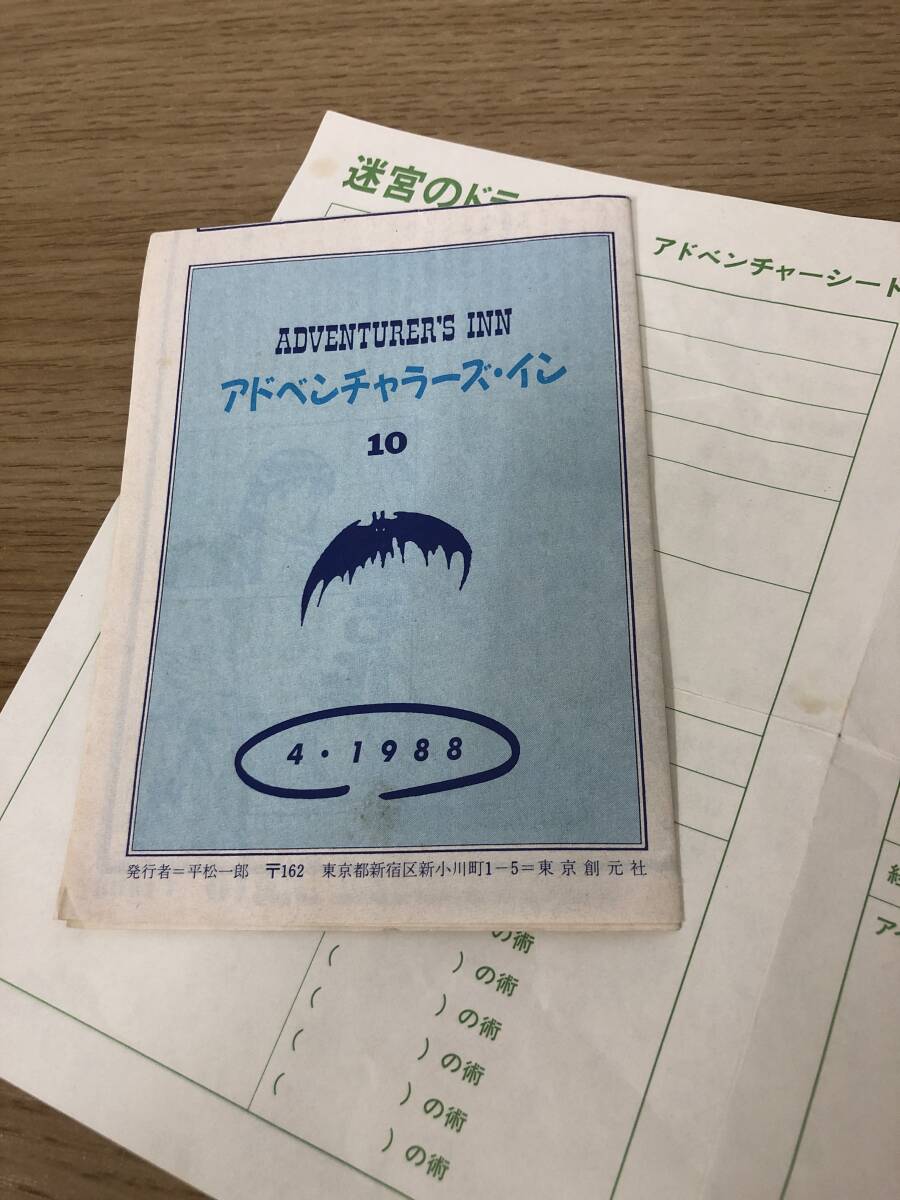 迷宮のドラ
アドベンチャーシート
ADVENTURER'S INN
アドベンチャラーズ・イン
10
4・1988
発行者=平松一郎 〒162 東京都新宿区新小川町1-5=東京創元社
の術
( )の術
( )の術
( )の術
( )の術
)の術
アイ